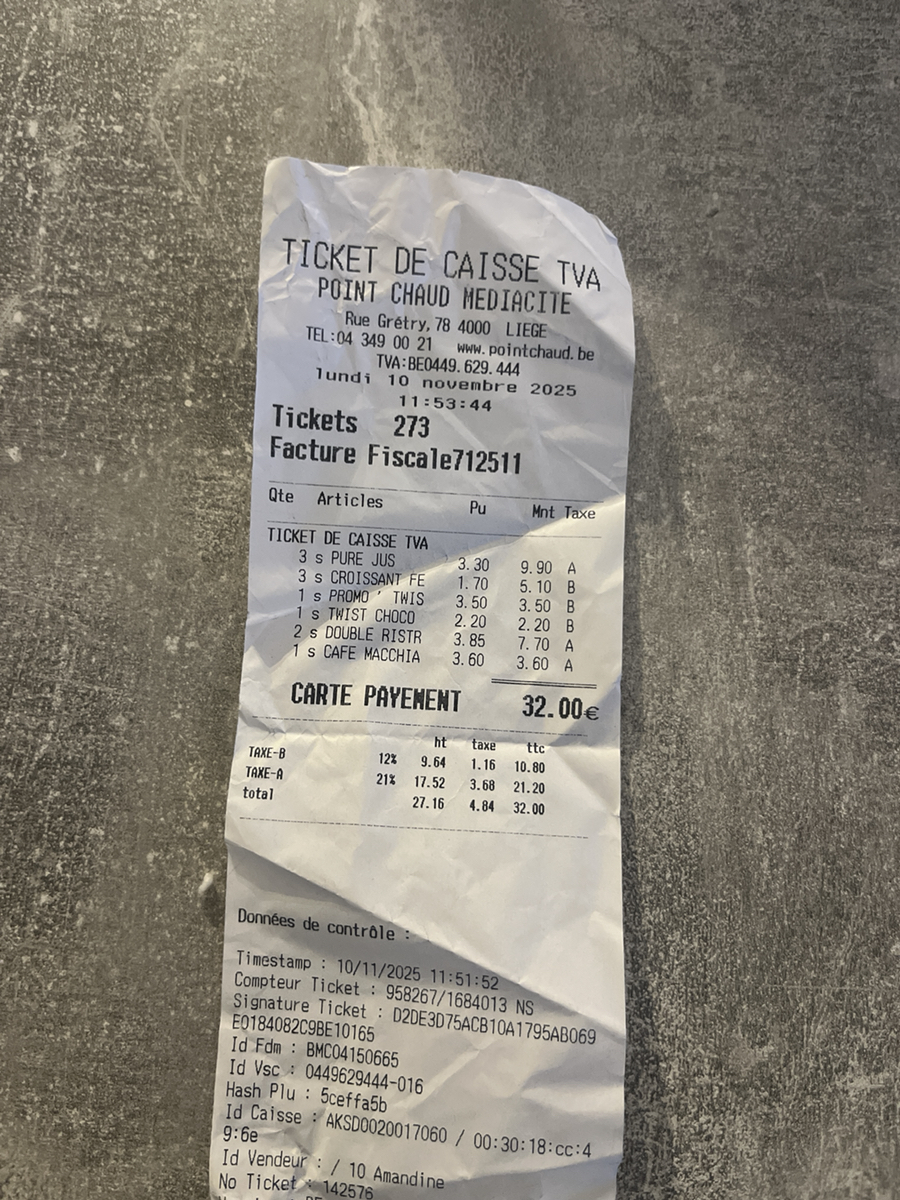 TICKET DE CAISSE TVA
POINT CHAUD MEDIACITE
Rue Grétry, 78 4000 LIEGE
TEL:04 349 00 21 www.pointchaud.be
TVA:BE0449.629.444
lundi 10 novembre 2025
11:53:44
Tickets 273
Facture Fiscale712511
Qte Articles Pu Mnt Taxe
TICKET DE CAISSE TVA
3 s PURE JUS 3.30 9.90 A
3 s CROISSANT FE 1.70 5.10 B
1 s PROMO ' TWIS 3.50 3.50 B
1 s TWIST CHOCO 2.20 2.20 B
2 s DOUBLE RISTR 3.85 7.70 A
1 s CAFE MACCHIA 3.60 3.60 A
CARTE PAYEMENT 32.00€
ht taxe ttc
TAXE-B 12% 9.64 1.16 10.80
TAXE-A 21% 17.52 3.68 21.20
total 27.16 4.84 32.00
Données de contrôle :
Timestamp : 10/11/2025 11:51:52
Compteur Ticket : 958267/1684013 NS
Signature Ticket : D2DE3D75ACB10A1795AB069
E0184082C9BE10165
Id Fdm : BMC04150665
Id Vsc : 0449629444-016
Hash Plu : 5ceffa5b
Id Caisse : AKSD0020017060 / 00:30:18:cc:4
9:6e
Id Vendeur : / 10 Amandine
No Ticket : 142576